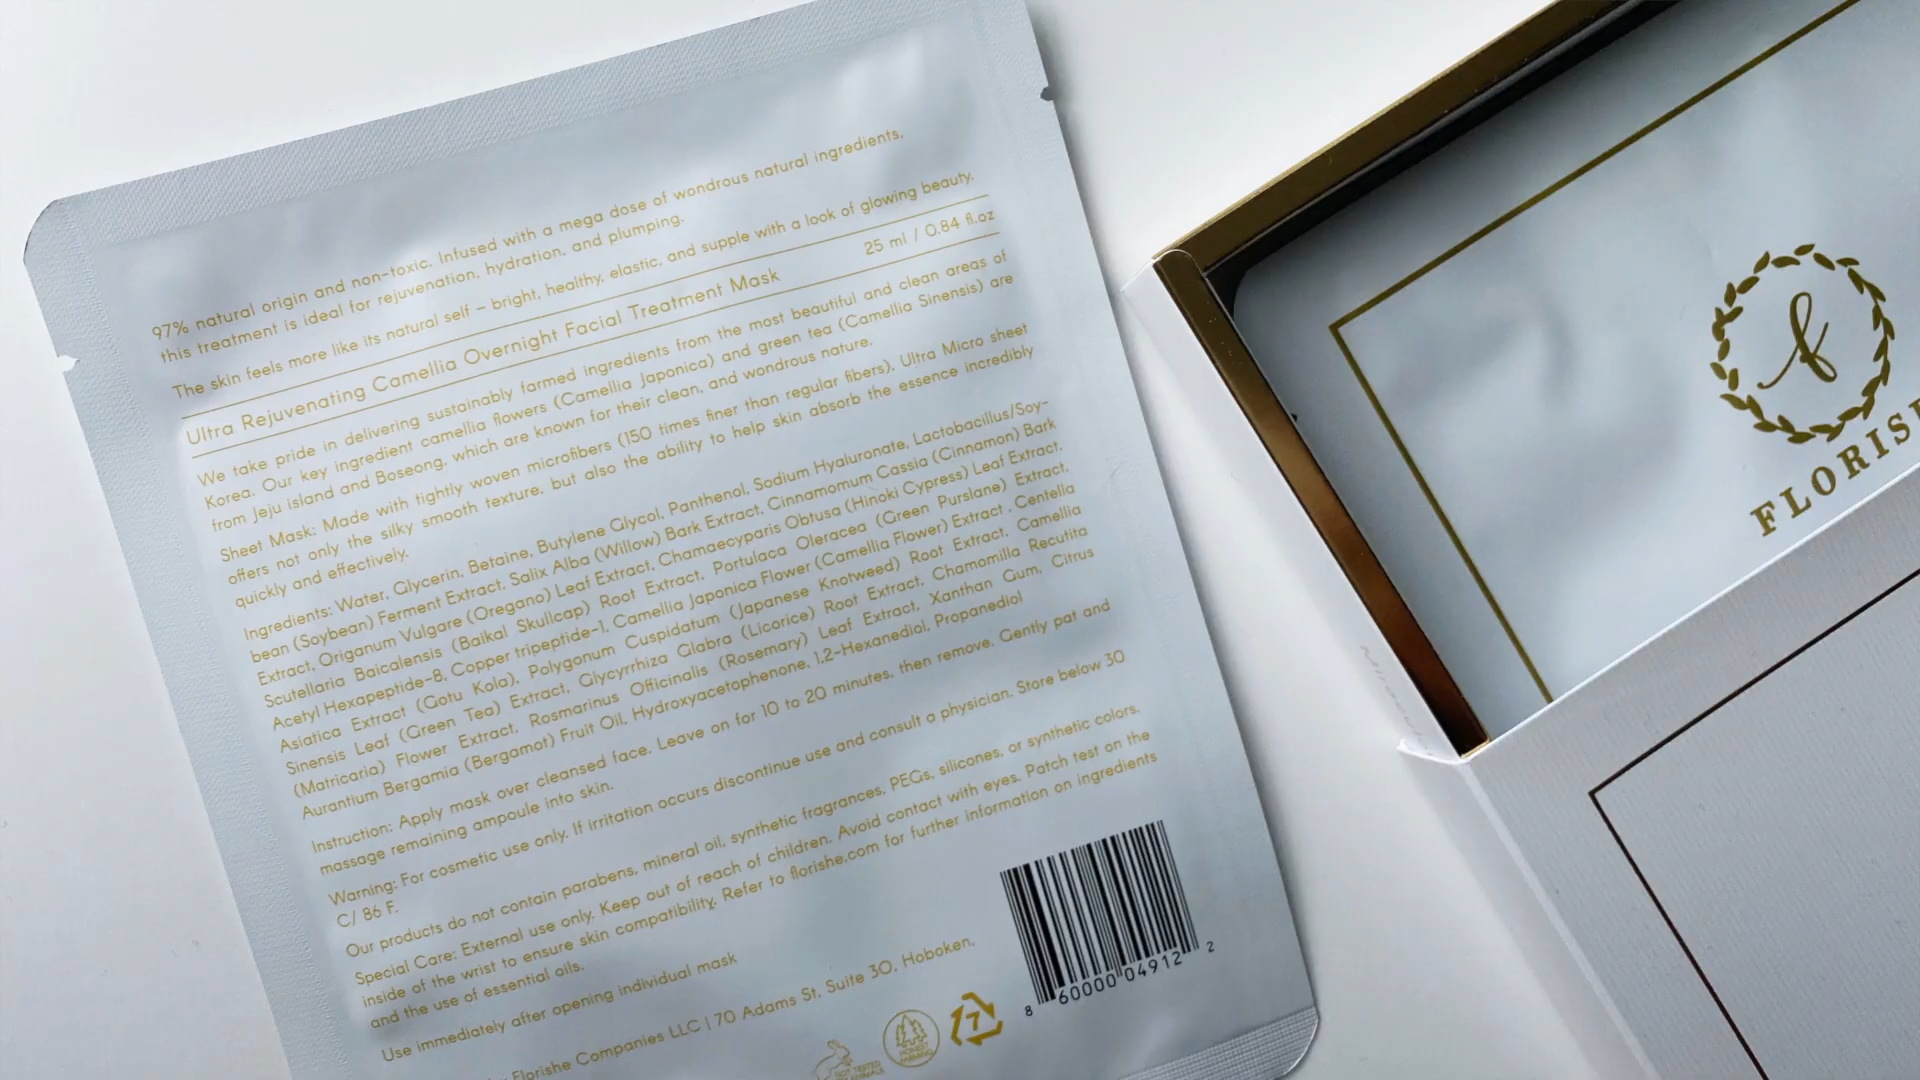 97% natural origin and non-toxic. Infused with a mega dose of wondrous natural ingredients,
this treatment is ideal for rejuvenation, hydration, and plumping.
The skin feels more like its natural self – bright, healthy, elastic, and supple with a look of glowing beauty.
Ultra Rejuvenating Camellia Overnight Facial Treatment Mask 25 ml / 0.84 fl.oz
We take pride in delivering sustainably farmed ingredients from the most beautiful and clean areas of
Korea. Our key ingredient camellia flowers (Camellia Japonica) and green tea (Camellia Sinensis) are
from Jeju island and Boseong, which are known for their clean, and wondrous nature.
Sheet Mask: Made with tightly woven microfibers (150 times finer than regular fibers), Ultra Micro sheet
offers not only the silky smooth texture, but also the ability to help skin absorb the essence incredibly
quickly and effectively.
Ingredients: Water, Glycerin, Betaine, Butylene Glycol, Panthenol, Sodium Hyaluronate, Lactobacillus/Soy-
bean (Soybean) Ferment Extract, Salix Alba (Willow) Bark Extract, Cinnamomum Cassia (Cinnamon) Bark
Extract, Origanum Vulgare (Oregano) Leaf Extract, Chamaecyparis Obtusa (Hinoki Cypress) Leaf Extract,
Scutellaria Baicalensis (Baikal Skullcap) Root Extract, Portulaca Oleracea (Green Purslane) Extract,
Acetyl Hexapeptide-8, Copper tripeptide-1, Camellia Japonica Flower (Camellia Flower) Extract , Centella
Asiatica Extract (Gotu Kola), Polygonum Cuspidatum (Japanese Knotweed) Root Extract, Camellia
Sinensis Leaf (Green Tea) Extract, Glycyrrhiza Glabra (Licorice) Root Extract, Chamomilla Recutita
(Matricaria) Flower Extract, Rosmarinus Officinalis (Rosemary) Leaf Extract, Xanthan Gum, Citrus
Aurantium Bergamia (Bergamot) Fruit Oil, Hydroxyacetophenone, 1,2-Hexanediol, Propanediol
Instruction: Apply mask over cleansed face. Leave on for 10 to 20 minutes, then remove. Gently pat and
massage remaining ampoule into skin.
Warning: For cosmetic use only. If irritation occurs discontinue use and consult a physician. Store below 30
C/ 86 F.
Our products do not contain parabens, mineral oil, synthetic fragrances, PEGs, silicones, or synthetic colors.
Special Care: External use only. Keep out of reach of children. Avoid contact with eyes. Patch test on the
inside of the wrist to ensure skin compatibility. Refer to florishe.com for further information on ingredients
and the use of essential oils.
Use immediately after opening individual mask
Florishe Companies LLC | 70 Adams St, Suite 30, Hoboken,
NOT TESTED
ANIMALS
HONEST
FARMING
7
8 60000 04912 2
f
FLORIS